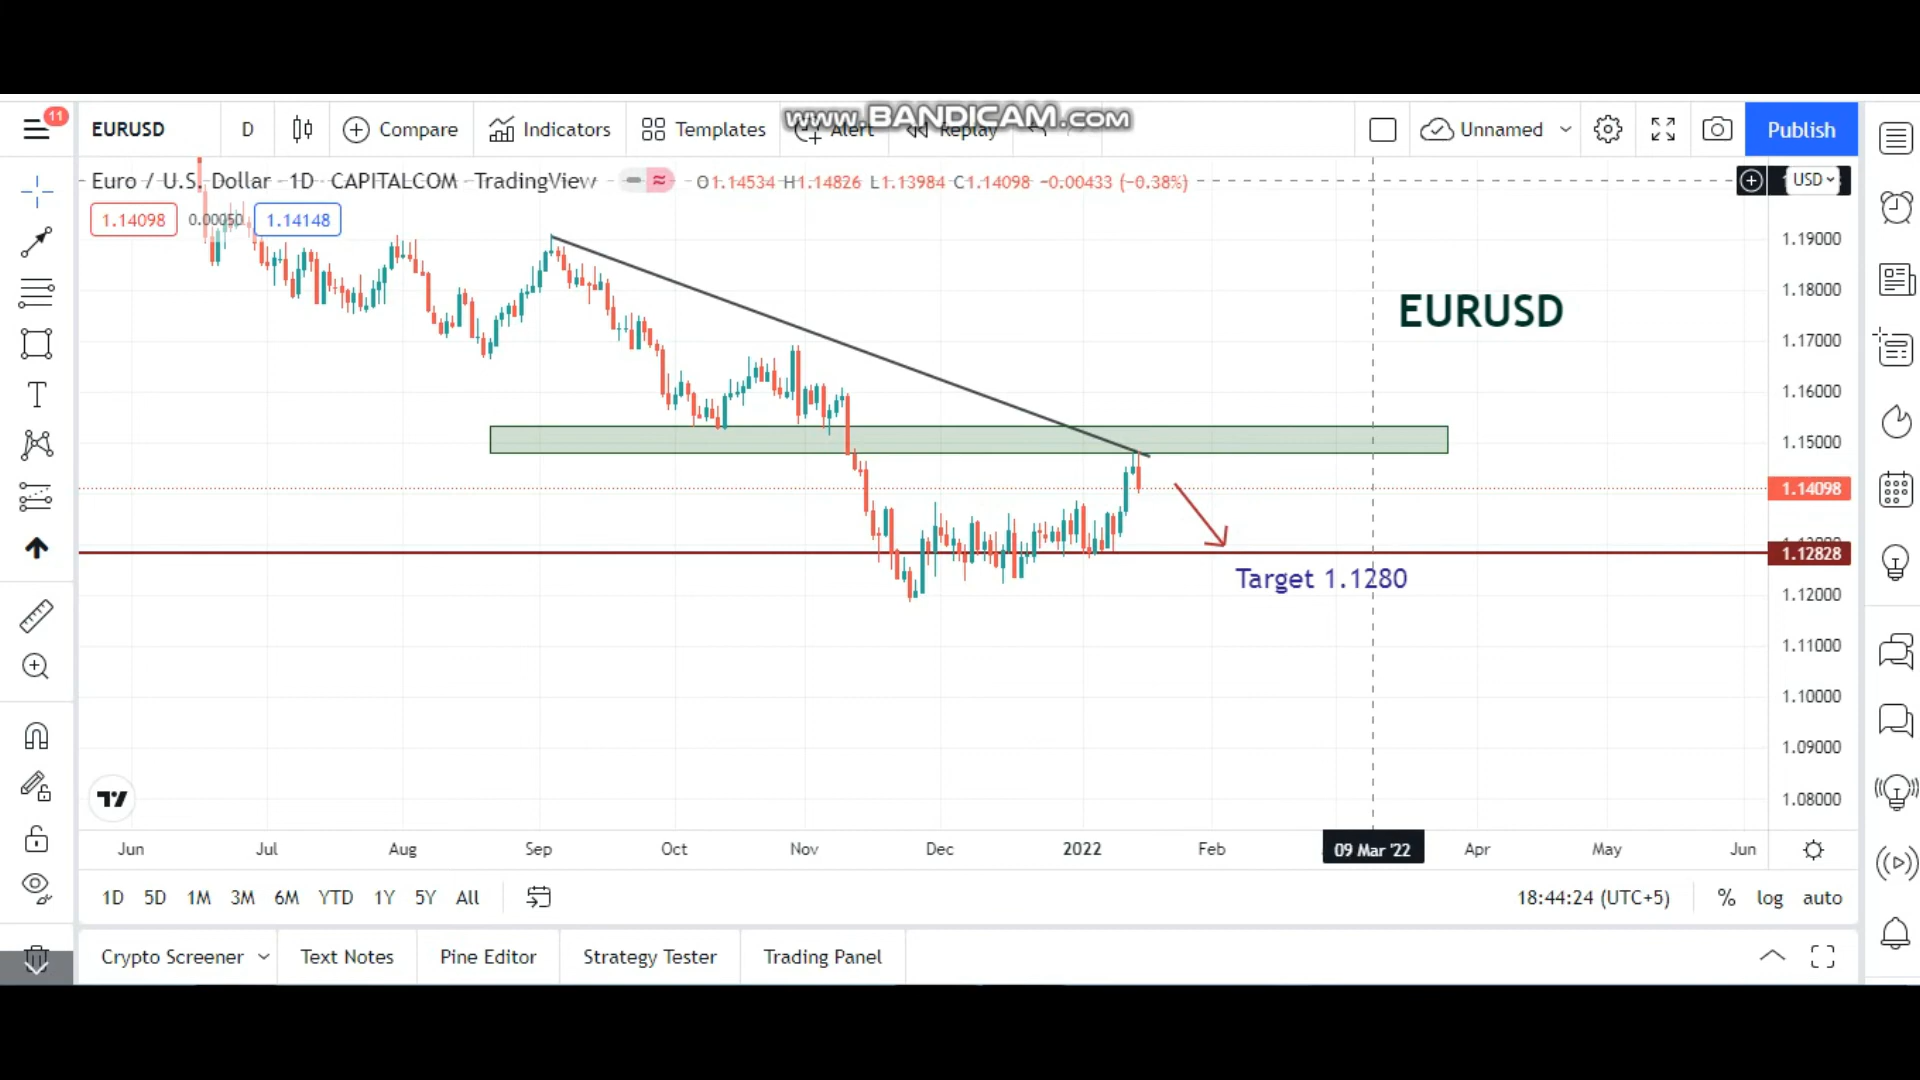 www.BANDICAM.com
11
EURUSD D Compare Indicators Templates Alert Replay Unnamed Publish
Euro / U.S. Dollar 1D CAPITALCOM TradingView O1.14534 H1.14826 L1.13984 C1.14098 −0.00433 (−0.38%)
USD
1.14098 0.00050 1.14148
1.19000
1.18000
EURUSD
1.17000
1.16000
1.15000
1.14098
1.12828
Target 1.1280
1.12000
1.11000
1.10000
1.09000
1.08000
Jun Jul Aug Sep Oct Nov Dec 2022 Feb 09 Mar '22 Apr May Jun
1D 5D 1M 3M 6M YTD 1Y 5Y All 18:44:24 (UTC+5) % log auto
Crypto Screener Text Notes Pine Editor Strategy Tester Trading Panel